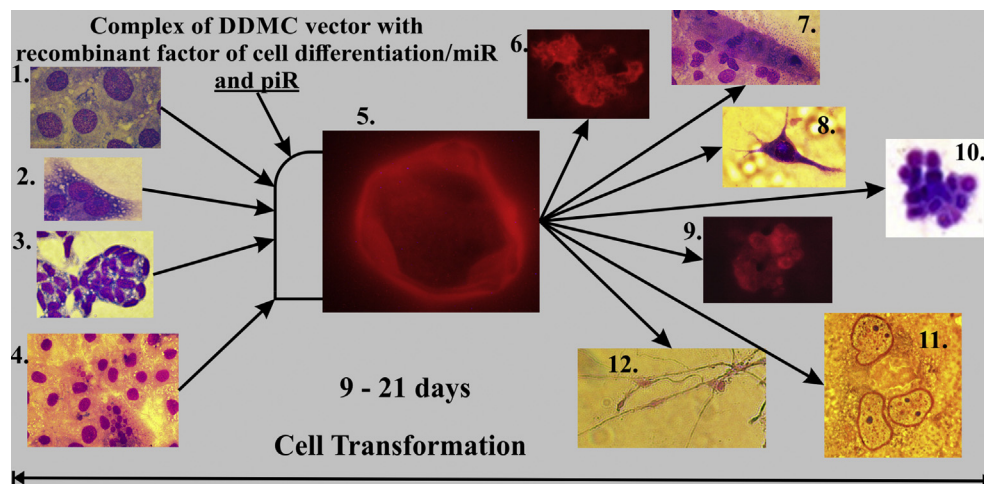 Complex of DDMC vector with
recombinant factor of cell differentiation/miR
and piR
1.
2.
3.
4.
5.
6.
7.
8.
9.
10.
11.
12.
9 - 21 days
Cell Transformation